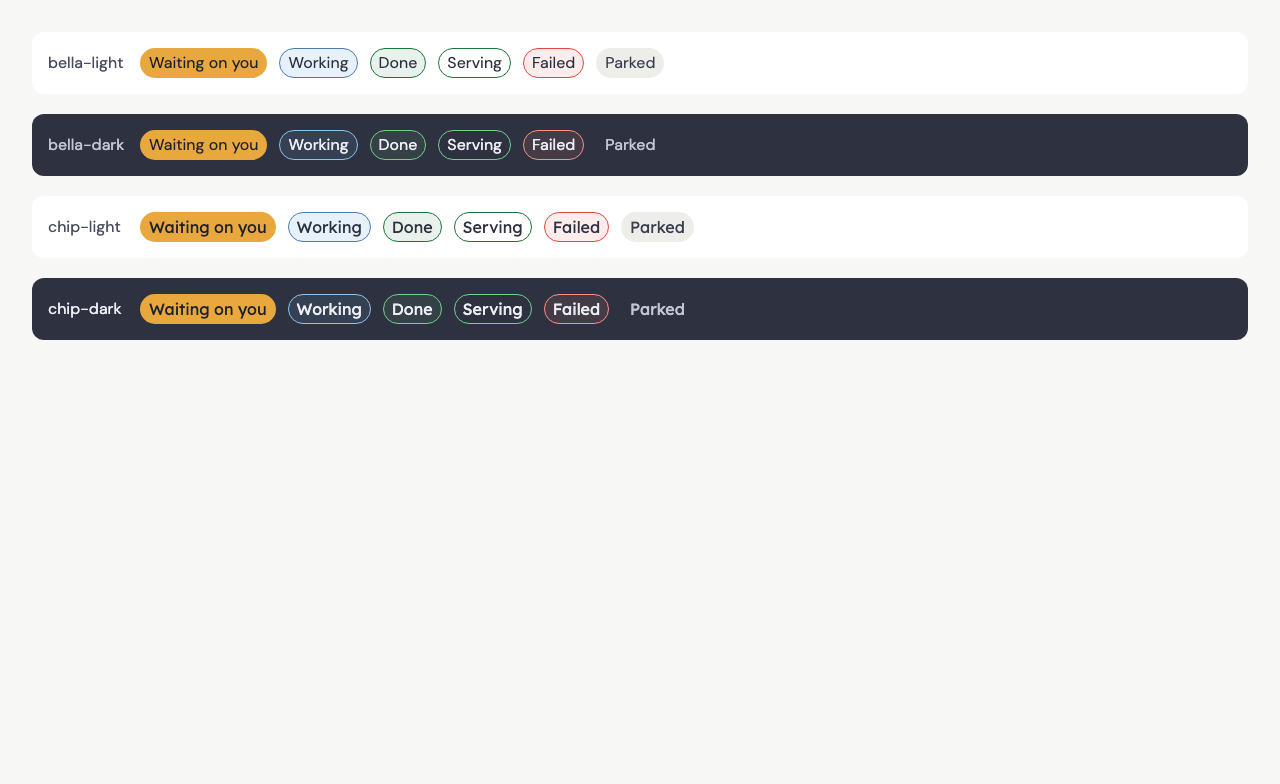 bella-light Waiting on you Working Done Serving Failed Parked
bella-dark Waiting on you Working Done Serving Failed Parked
chip-light Waiting on you Working Done Serving Failed Parked
chip-dark Waiting on you Working Done Serving Failed Parked